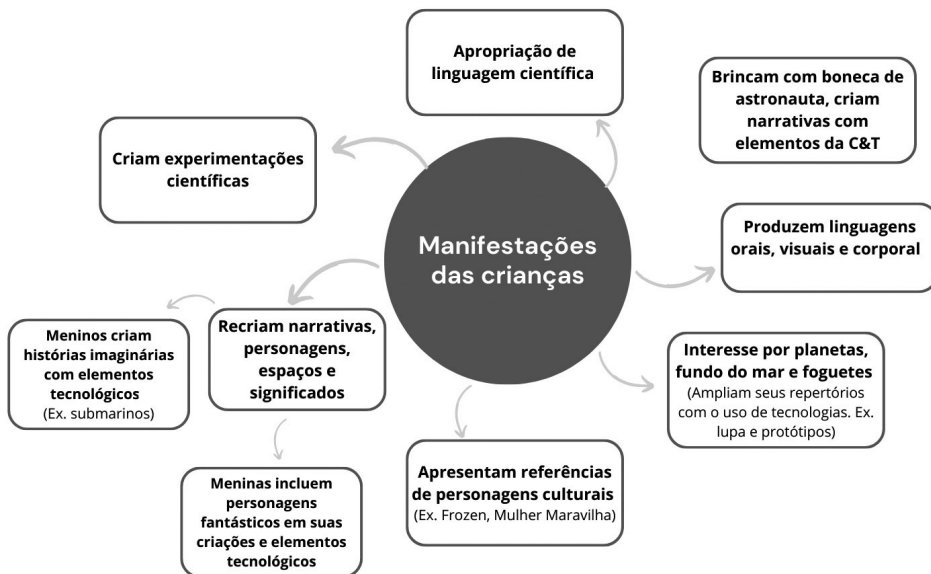 Apropriação de
linguagem científica
Brincam com boneca de
astronauta, criam
narrativas com
elementos da C&T
Criam experimentações
científicas
Produzem linguagens
orais, visuais e corporal
Manifestações
das crianças
Recriam narrativas,
personagens,
espaços e
significados
Meninos criam
histórias imaginárias
com elementos
tecnológicos
(Ex. submarinos)
Interesse por planetas,
fundo do mar e foguetes
(Ampliam seus repertórios
com o uso de tecnologias. Ex.
lupa e protótipos)
Apresentam referências
de personagens culturais
(Ex. Frozen, Mulher Maravilha)
Meninas incluem
personagens
fantásticos em suas
criações e elementos
tecnológicos